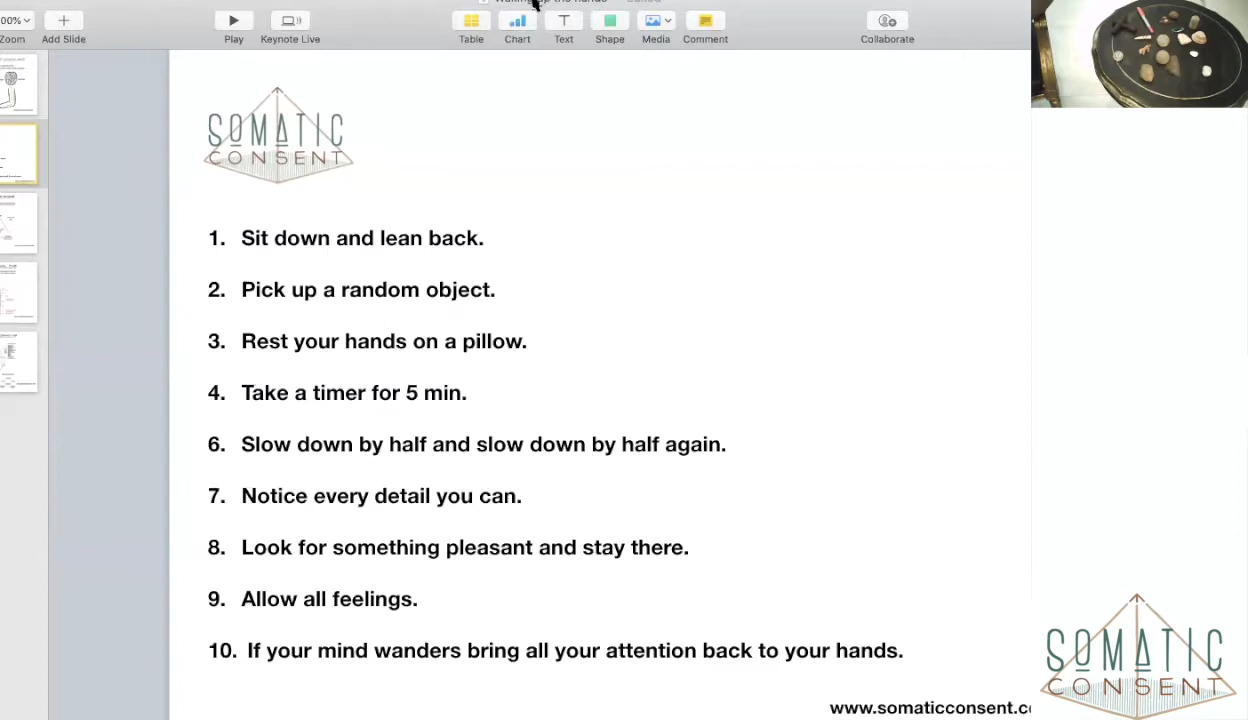 Zoom
Add Slide
Play
Keynote Live
Table
Chart
Text
Shape
Media
Comment
Collaborate
SOMATIC
CONSENT
1. Sit down and lean back.
2. Pick up a random object.
3. Rest your hands on a pillow.
4. Take a timer for 5 min.
6. Slow down by half and slow down by half again.
7. Notice every detail you can.
8. Look for something pleasant and stay there.
9. Allow all feelings.
10. If your mind wanders bring all your attention back to your hands.
www.somaticconsent.co
SOMATIC
CONSENT